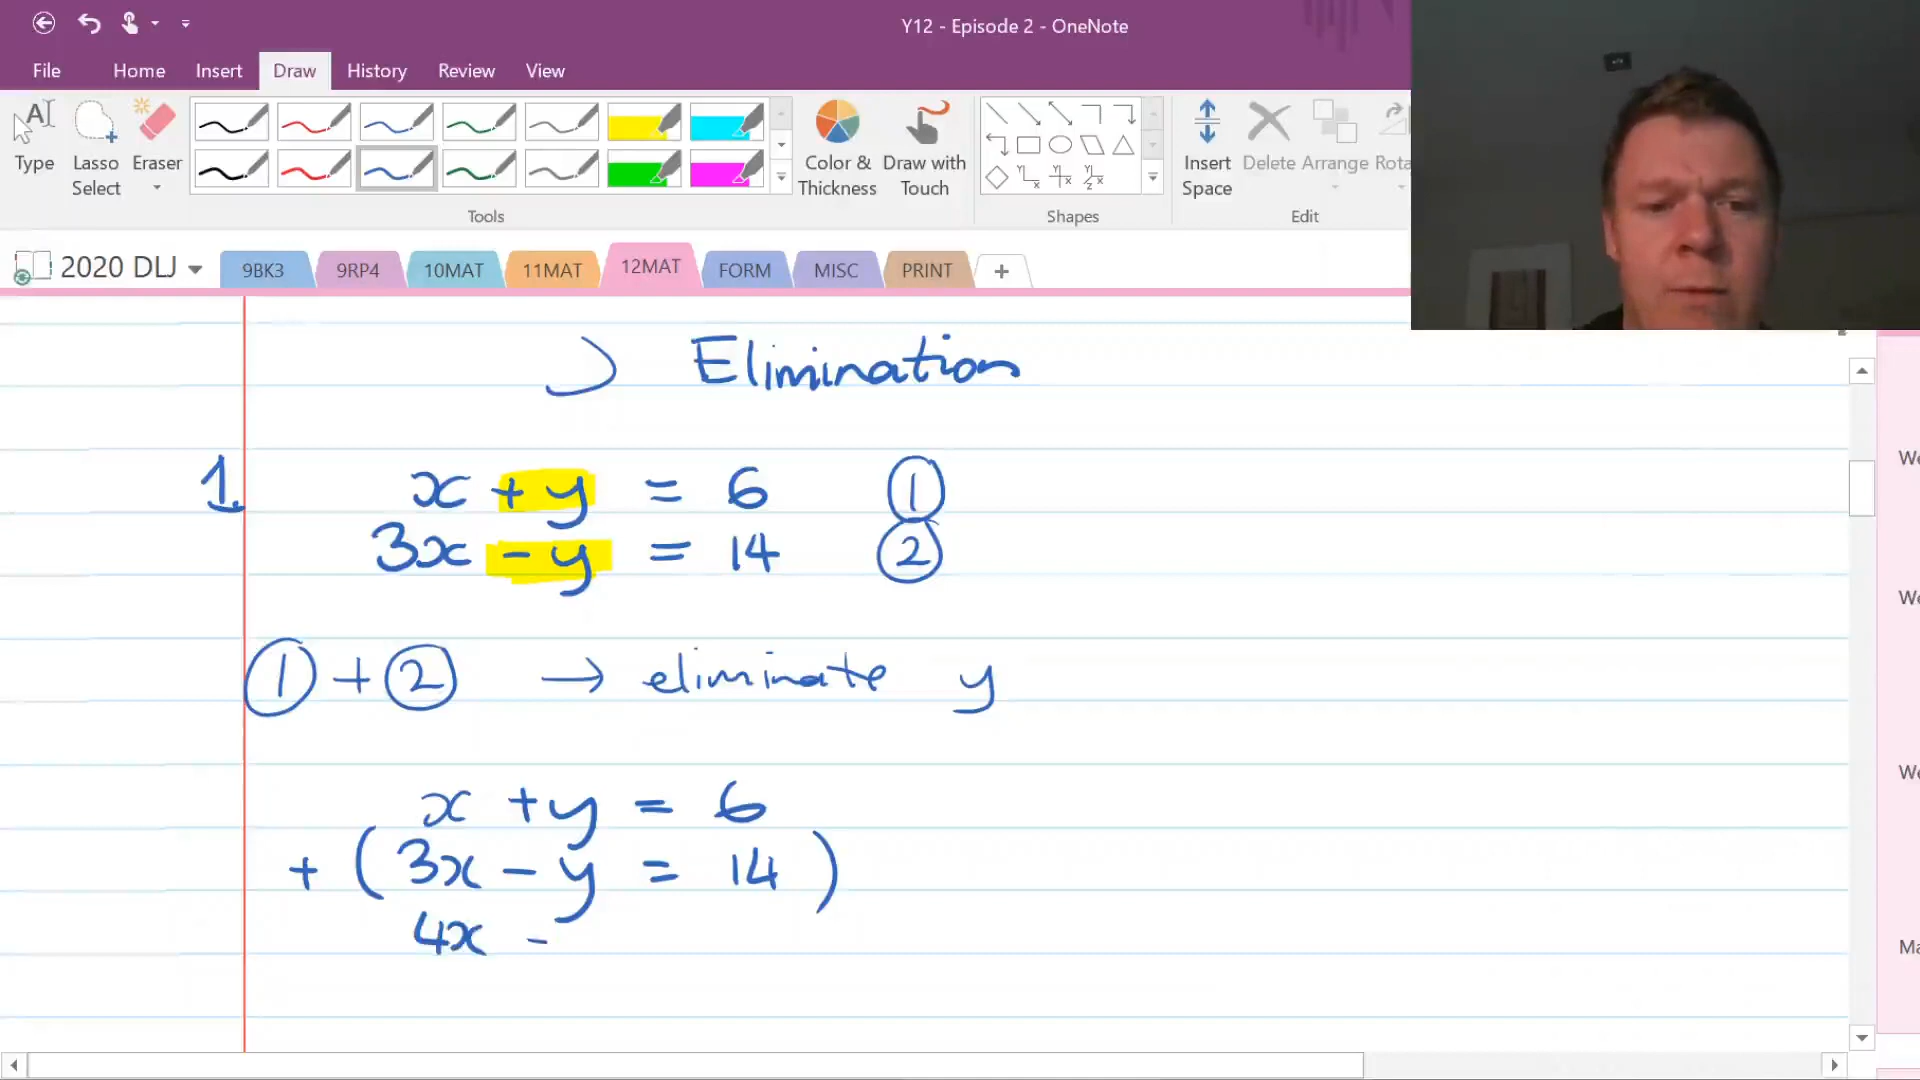 Y12 - Episode 2 - OneNote
File Home Insert Draw History Review View
Type Lasso Select Eraser Color & Thickness Draw with Touch Insert Space Delete Arrange
Tools Shapes Edit
2020 DLJ 9BK3 9RP4 10MAT 11MAT 12MAT FORM MISC PRINT +
Elimination
1. x + y = 6 ①
3x - y = 14 ②
① + ② → eliminate y
x + y = 6
+ ( 3x - y = 14 )
4x -